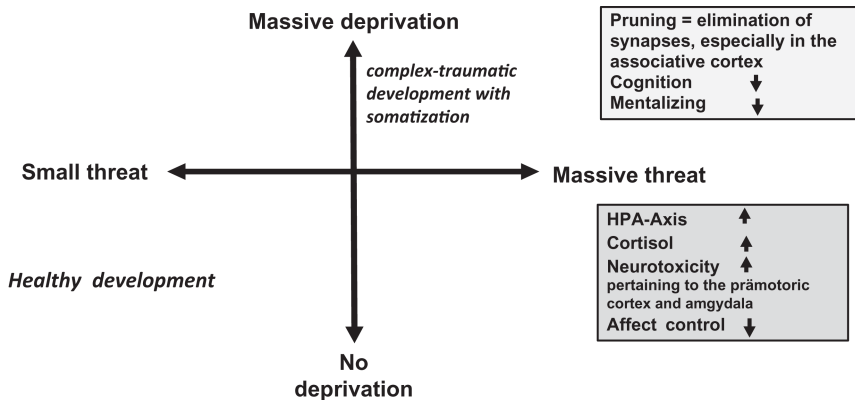 Massive deprivation
complex-traumatic
development with
somatization
Pruning = elimination of
synapses, especially in the
associative cortex
Cognition
Mentalizing
Small threat
Massive threat
HPA-Axis
Cortisol
Neurotoxicity
pertaining to the prämotoric
cortex and amygdala
Affect control
Healthy development
No
deprivation